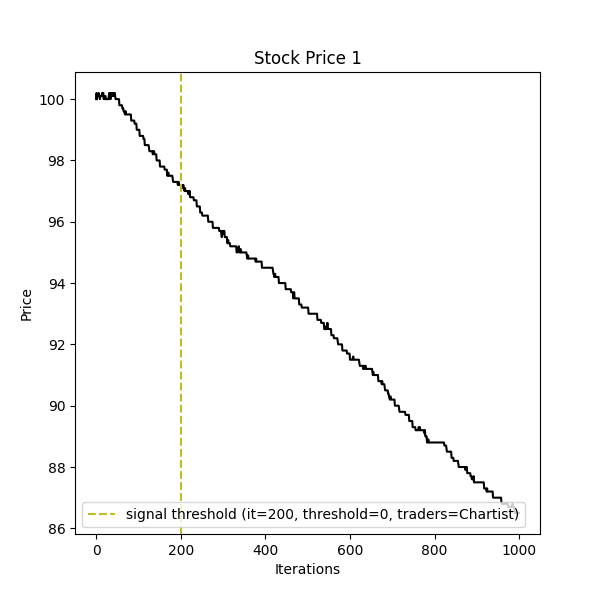 Stock Price 1
Price
100
98
96
94
92
90
88
86
signal threshold (it=200, threshold=0, traders=Chartist)
0 200 400 600 800 1000
Iterations